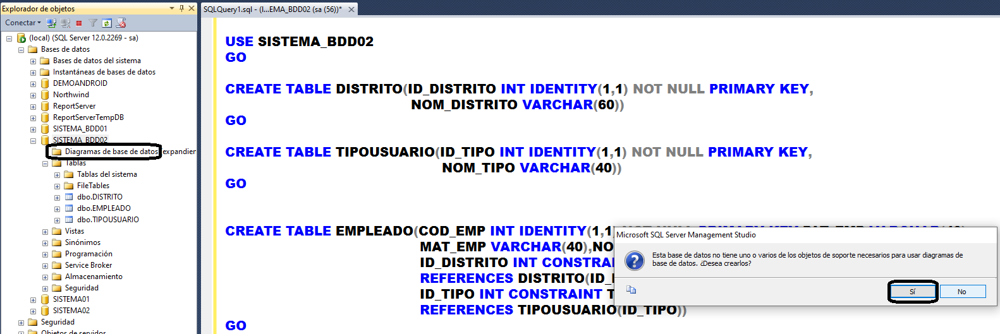 Explorador de objetos
Conectar
(local) (SQL Server 12.0.2269 - sa)
Bases de datos
Bases de datos del sistema
Instantáneas de bases de datos
DEMOANDROID
Northwind
ReportServer
ReportServerTempDB
SISTEMA_BDD01
SISTEMA_BDD02
Diagramas de base de datos (expandier
Tablas
Tablas del sistema
FileTables
dbo.DISTRITO
dbo.EMPLEADO
dbo.TIPOUSUARIO
Vistas
Sinónimos
Programación
Service Broker
Almacenamiento
Seguridad
SISTEMA01
SISTEMA02
Seguridad
Objetos de servidor
SQLQuery1.sql - (l...EMA_BDD02 (sa (56))*
USE SISTEMA_BDD02
GO
CREATE TABLE DISTRITO(ID_DISTRITO INT IDENTITY(1,1) NOT NULL PRIMARY KEY,
NOM_DISTRITO VARCHAR(60))
GO
CREATE TABLE TIPOUSUARIO(ID_TIPO INT IDENTITY(1,1) NOT NULL PRIMARY KEY,
NOM_TIPO VARCHAR(40))
GO
CREATE TABLE EMPLEADO(COD_EMP INT IDENTITY(1,1) NOT NULL PRIMARY KEY,PAT_EMP VARCHAR(40),
MAT_EMP VARCHAR(40),NO
ID_DISTRITO INT CONSTRAIN
REFERENCES DISTRITO(ID_
ID_TIPO INT CONSTRAINT T
REFERENCES TIPOUSUARIO(ID_TIPO))
GO
Microsoft SQL Server Management Studio
Esta base de datos no tiene uno o varios de los objetos de soporte necesarios para usar diagramas de
base de datos. ¿Desea crearlos?
Sí
No